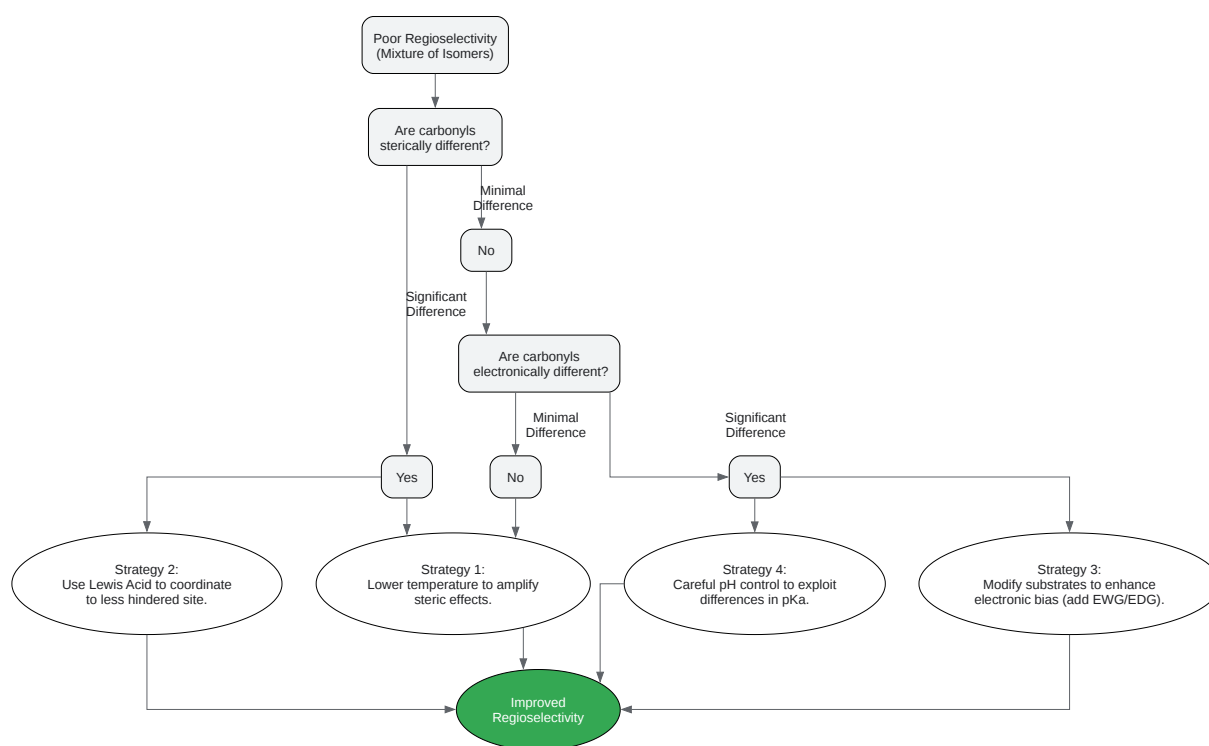 Poor Regioselectivity
(Mixture of Isomers)
Are carbonyls
sterically different?
Minimal
Difference
No
Significant
Difference
Are carbonyls
electronically different?
Minimal
Difference
Significant
Difference
Yes
No
Yes
Strategy 2:
Use Lewis Acid to coordinate
to less hindered site.
Strategy 1:
Lower temperature to amplify
steric effects.
Strategy 4:
Careful pH control to exploit
differences in pKa.
Strategy 3:
Modify substrates to enhance
electronic bias (add EWG/EDG).
Improved
Regioselectivity